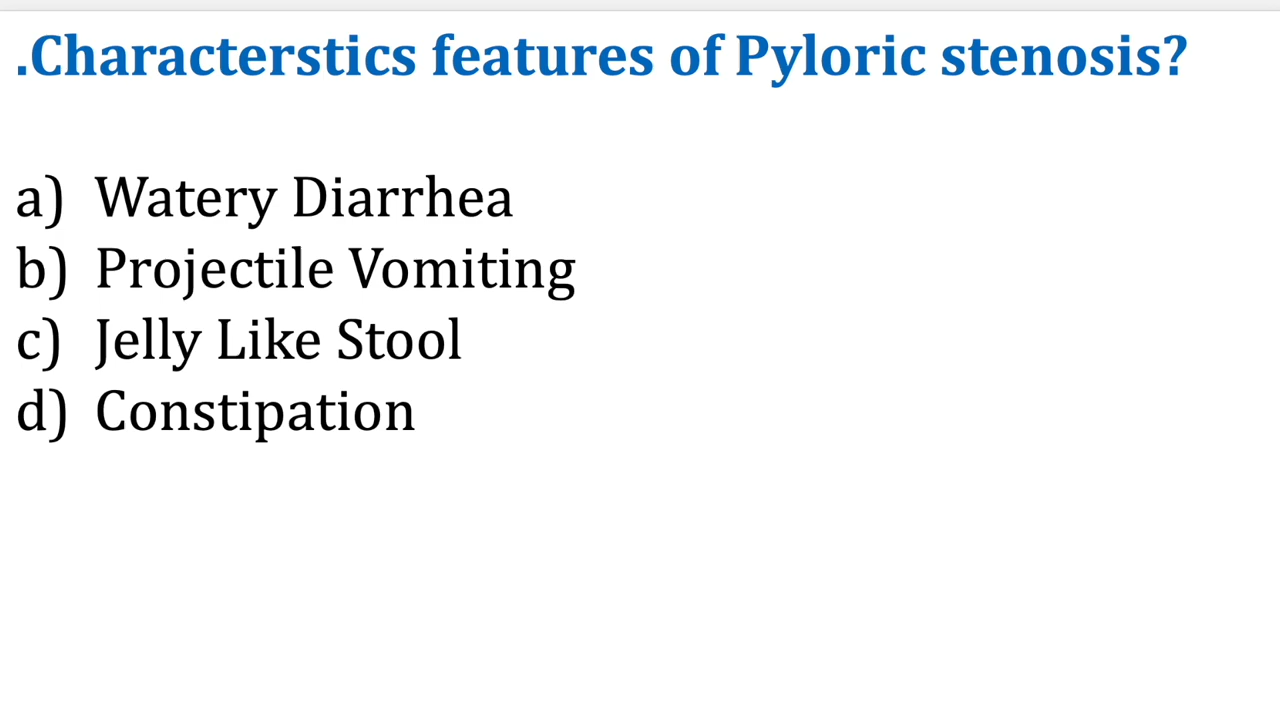 .Characterstics features of Pyloric stenosis?
a) Watery Diarrhea
b) Projectile Vomiting
c) Jelly Like Stool
d) Constipation